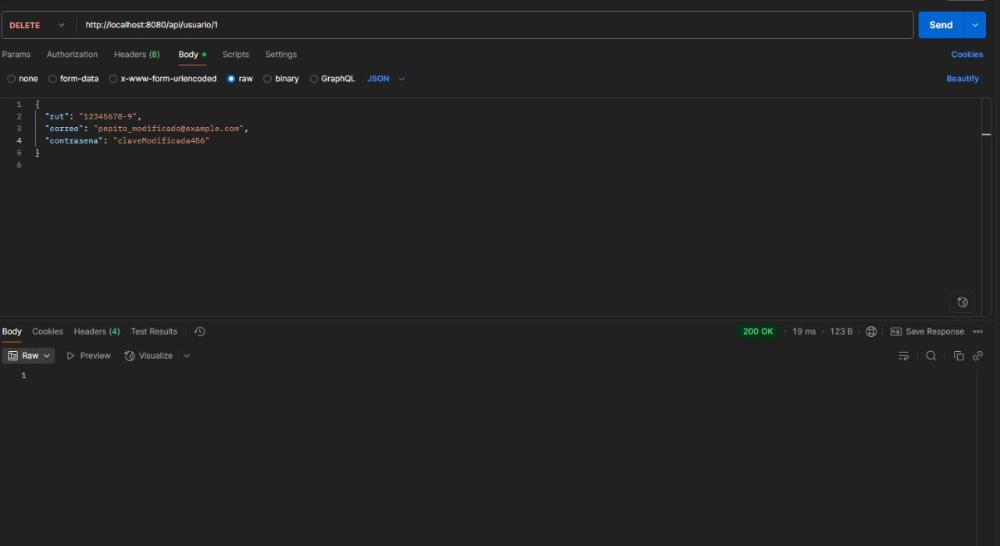 DELETE http://localhost:8080/api/usuario/1 Send
Params Authorization Headers (8) Body Scripts Settings Cookies
none form-data x-www-form-urlencoded raw binary GraphQL JSON Beautify
1 {
2 "rut": "12345678-9",
3 "correo": "pepito_modificado@example.com",
4 "contrasena": "claveModificada456"
5 }
6
Body Cookies Headers (4) Test Results 200 OK 19 ms 123 B e.g. Save Response
Raw Preview Visualize
1